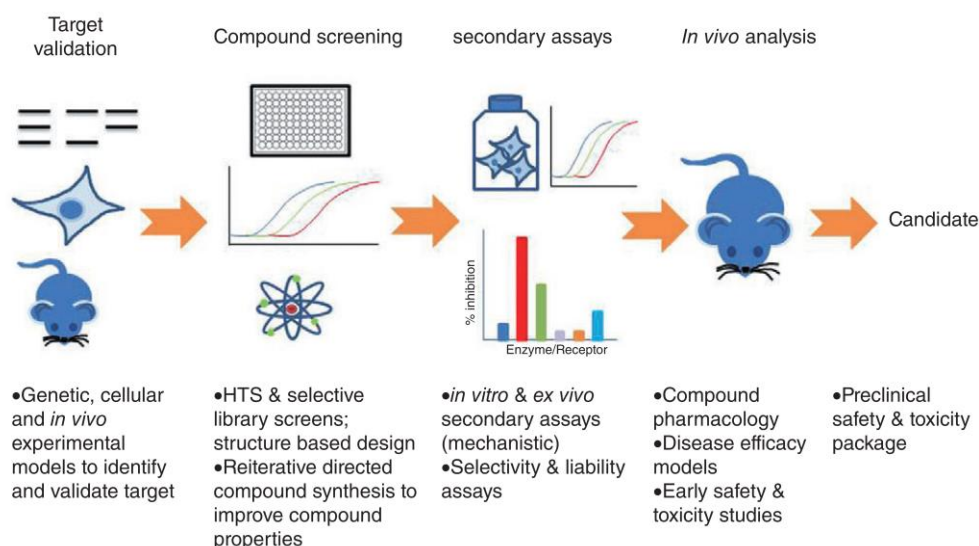 Target
validation
Compound screening
secondary assays
In vivo analysis
Candidate
% inhibition
Enzyme/Receptor
•Genetic, cellular
and in vivo
experimental
models to identify
and validate target
•HTS & selective
library screens;
structure based design
•Reiterative directed
compound synthesis to
improve compound
properties
•in vitro & ex vivo
secondary assays
(mechanistic)
•Selectivity & liability
assays
•Compound
pharmacology
•Disease efficacy
models
•Early safety &
toxicity studies
•Preclinical
safety & toxicity
package